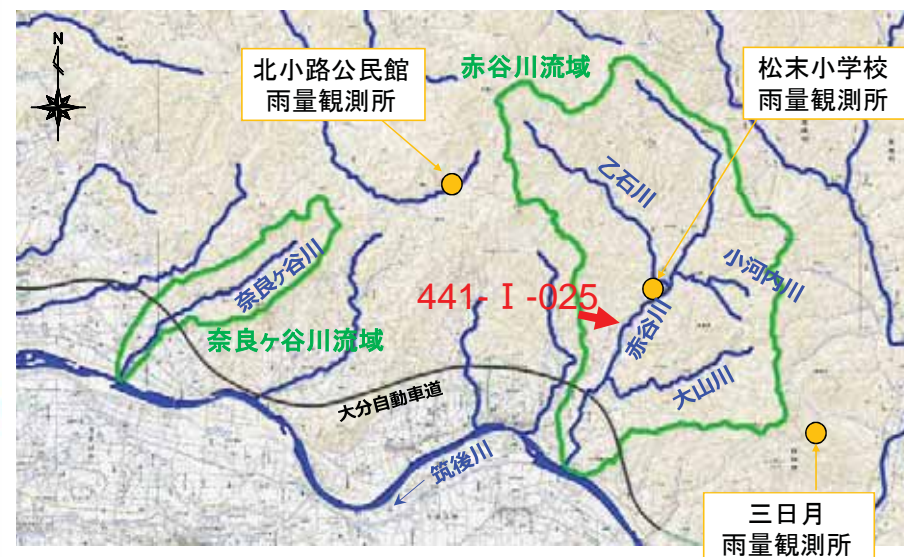 N
北小路公民館
雨量観測所
赤谷川流域
松末小学校
雨量観測所
乙石川
小河内川
奈良ヶ谷川
441-Ⅰ-025
赤谷川
奈良ヶ谷川流域
大山川
大分自動車道
筑後川
三日月
雨量観測所